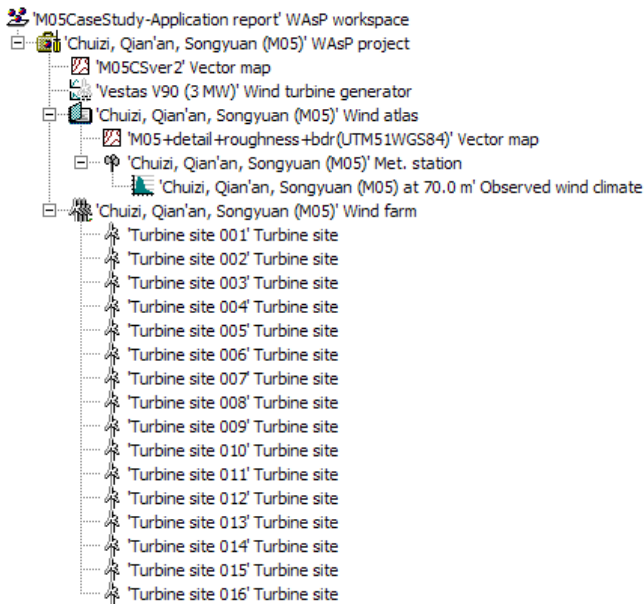 'M05CaseStudy-Application report' WAsP workspace
'Chuizi, Qian'an, Songyuan (M05)' WAsP project
'M05CSver2' Vector map
'Vestas V90 (3 MW)' Wind turbine generator
'Chuizi, Qian'an, Songyuan (M05)' Wind atlas
'M05+detail+roughness+bdr(UTM51WGS84)' Vector map
'Chuizi, Qian'an, Songyuan (M05)' Met. station
'Chuizi, Qian'an, Songyuan (M05) at 70.0 m' Observed wind climate
'Chuizi, Qian'an, Songyuan (M05)' Wind farm
'Turbine site 001' Turbine site
'Turbine site 002' Turbine site
'Turbine site 003' Turbine site
'Turbine site 004' Turbine site
'Turbine site 005' Turbine site
'Turbine site 006' Turbine site
'Turbine site 007' Turbine site
'Turbine site 008' Turbine site
'Turbine site 009' Turbine site
'Turbine site 010' Turbine site
'Turbine site 011' Turbine site
'Turbine site 012' Turbine site
'Turbine site 013' Turbine site
'Turbine site 014' Turbine site
'Turbine site 015' Turbine site
'Turbine site 016' Turbine site